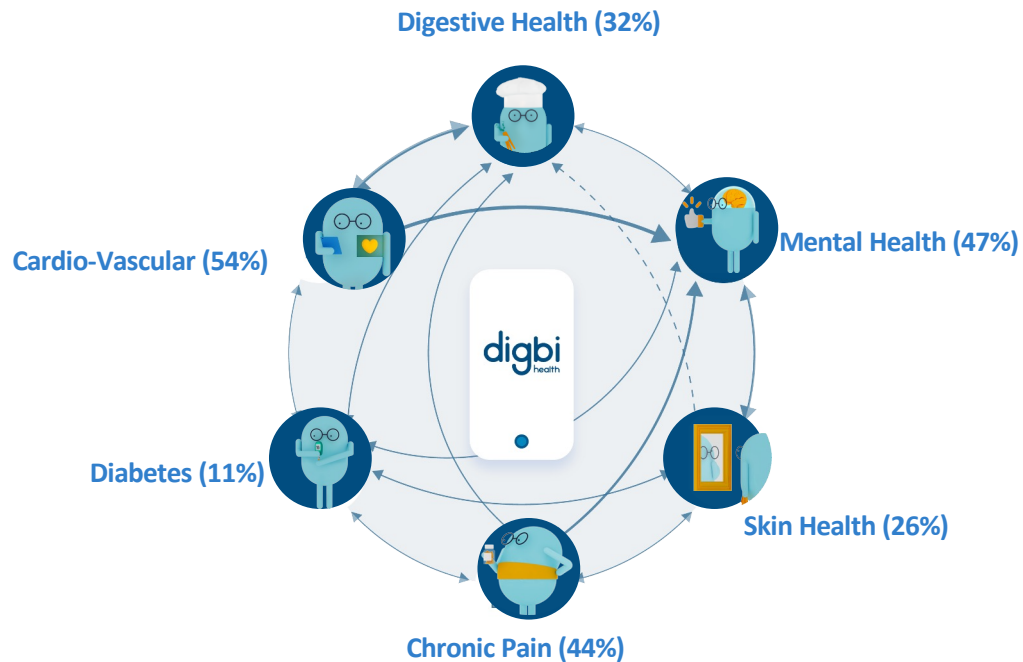 Digestive Health (32%)
Cardio-Vascular (54%)
Mental Health (47%)
digbi
health
Diabetes (11%)
Skin Health (26%)
Chronic Pain (44%)